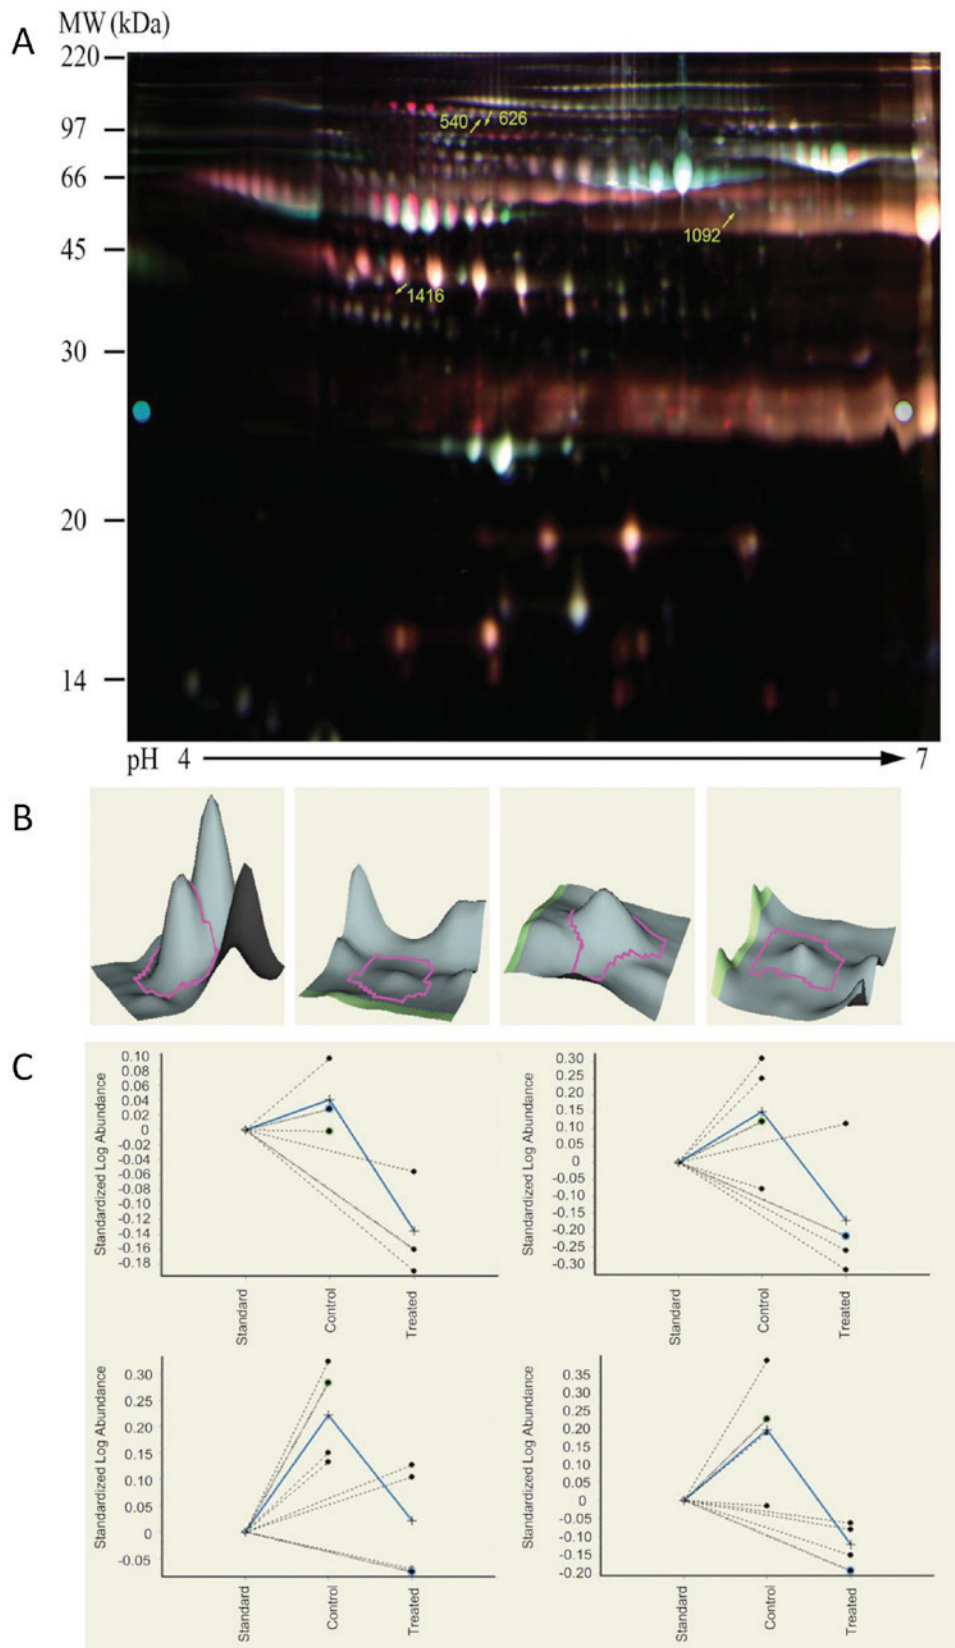 A
MW (kDa)
220
97
66
45
30
20
14
540
626
1092
1416
pH 4
7
B
C
Standardized Log Abundance
0.10
0.08
0.06
0.04
0.02
0
-0.02
-0.04
-0.06
-0.08
-0.10
-0.12
-0.14
-0.16
-0.18
Standard
Control
Treated
Standardized Log Abundance
0.30
0.25
0.20
0.15
0.10
0.05
0
-0.05
-0.10
-0.15
-0.20
-0.25
-0.30
Standard
Control
Treated
Standardized Log Abundance
0.30
0.25
0.20
0.15
0.10
0.05
0
-0.05
Standard
Control
Treated
Standardized Log Abundance
0.35
0.30
0.25
0.20
0.15
0.10
0.05
0
-0.05
-0.10
-0.15
-0.20
Standard
Control
Treated